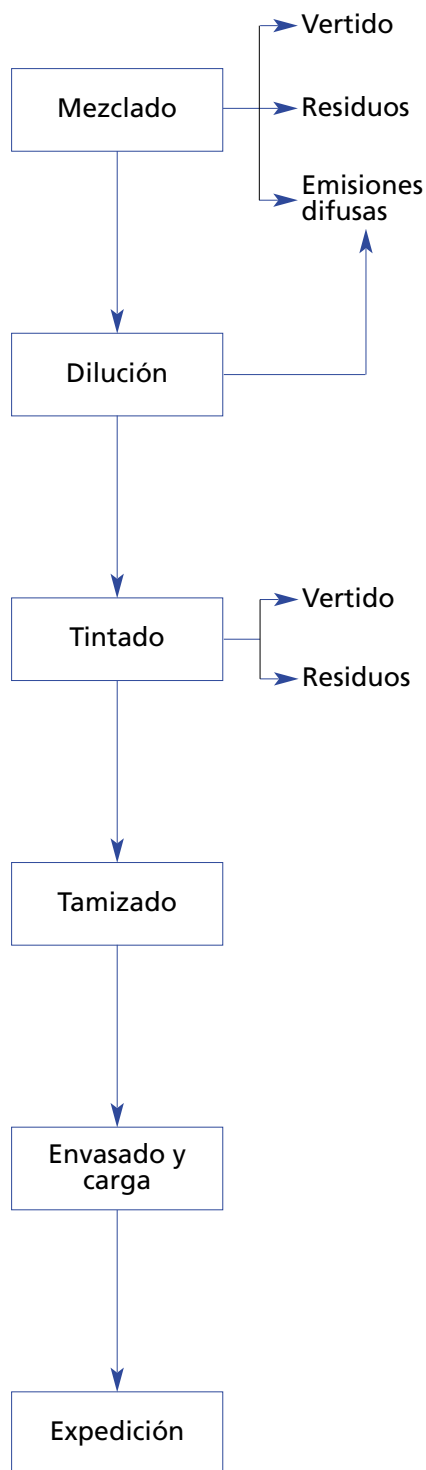 Vertido
Mezclado
Residuos
Emisiones
difusas
Dilución
Vertido
Tintado
Residuos
Tamizado
Envasado y
carga
Expedición